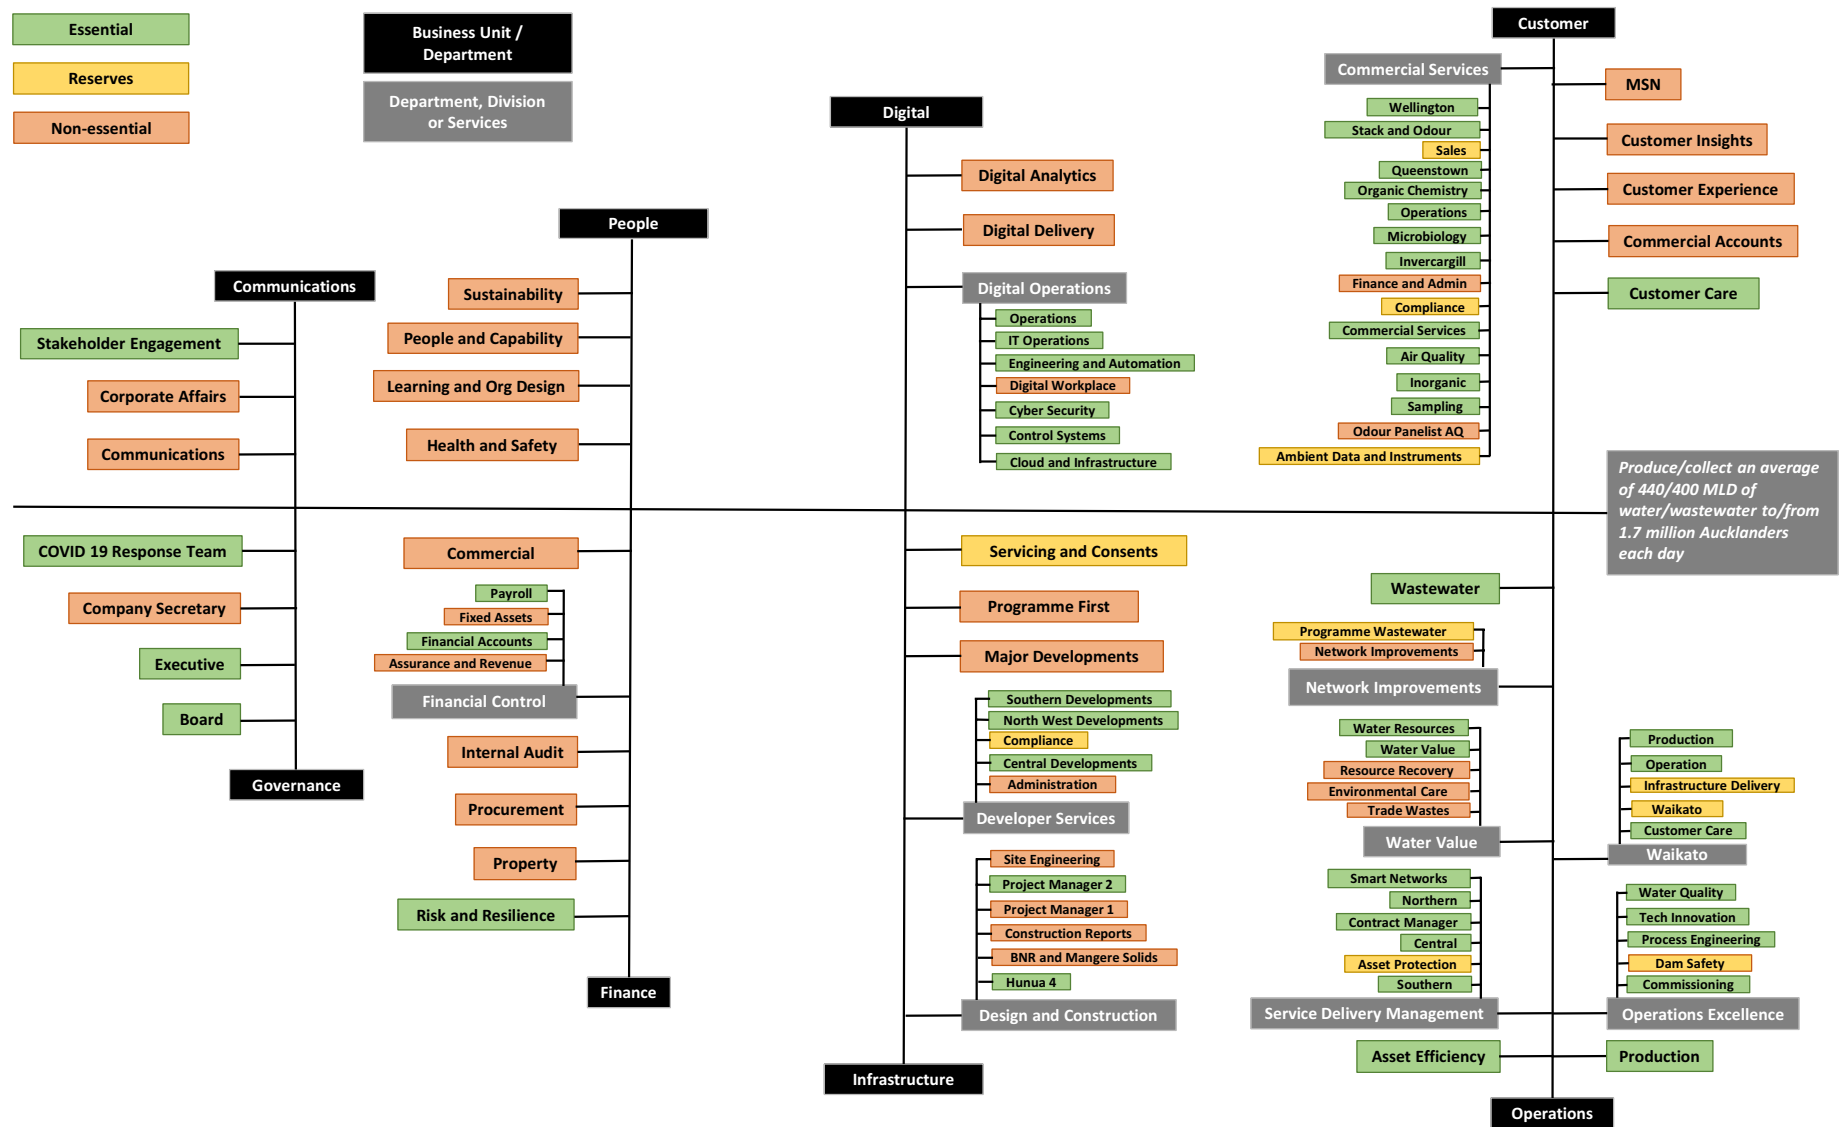 Essential
Reserves
Non-essential
Business Unit /
Department
Department, Division
or Services
Communications
Stakeholder Engagement
Corporate Affairs
Communications
People
Sustainability
People and Capability
Learning and Org Design
Health and Safety
Digital
Digital Analytics
Digital Delivery
Digital Operations
Operations
IT Operations
Engineering and Automation
Digital Workplace
Cyber Security
Control Systems
Cloud and Infrastructure
Customer
Commercial Services
Wellington
Stack and Odour
Sales
Queenstown
Organic Chemistry
Operations
Microbiology
Invercargill
Finance and Admin
Compliance
Commercial Services
Air Quality
Inorganic
Sampling
Odour Panelist AQ
Ambient Data and Instruments
MSN
Customer Insights
Customer Experience
Commercial Accounts
Customer Care
Produce/collect an average
of 440/400 MLD of
water/wastewater to/from
1.7 million Aucklanders
each day
COVID 19 Response Team
Company Secretary
Executive
Board
Governance
Commercial
Payroll
Fixed Assets
Financial Accounts
Assurance and Revenue
Financial Control
Internal Audit
Procurement
Property
Risk and Resilience
Finance
Servicing and Consents
Programme First
Major Developments
Southern Developments
North West Developments
Compliance
Central Developments
Administration
Developer Services
Site Engineering
Project Manager 2
Project Manager 1
Construction Reports
BNR and Mangere Solids
Hunua 4
Design and Construction
Infrastructure
Wastewater
Programme Wastewater
Network Improvements
Network Improvements
Water Resources
Water Value
Resource Recovery
Environmental Care
Trade Wastes
Water Value
Smart Networks
Northern
Contract Manager
Central
Asset Protection
Southern
Service Delivery Management
Asset Efficiency
Production
Operation
Infrastructure Delivery
Waikato
Customer Care
Waikato
Water Quality
Tech Innovation
Process Engineering
Dam Safety
Commissioning
Operations Excellence
Production
Operations